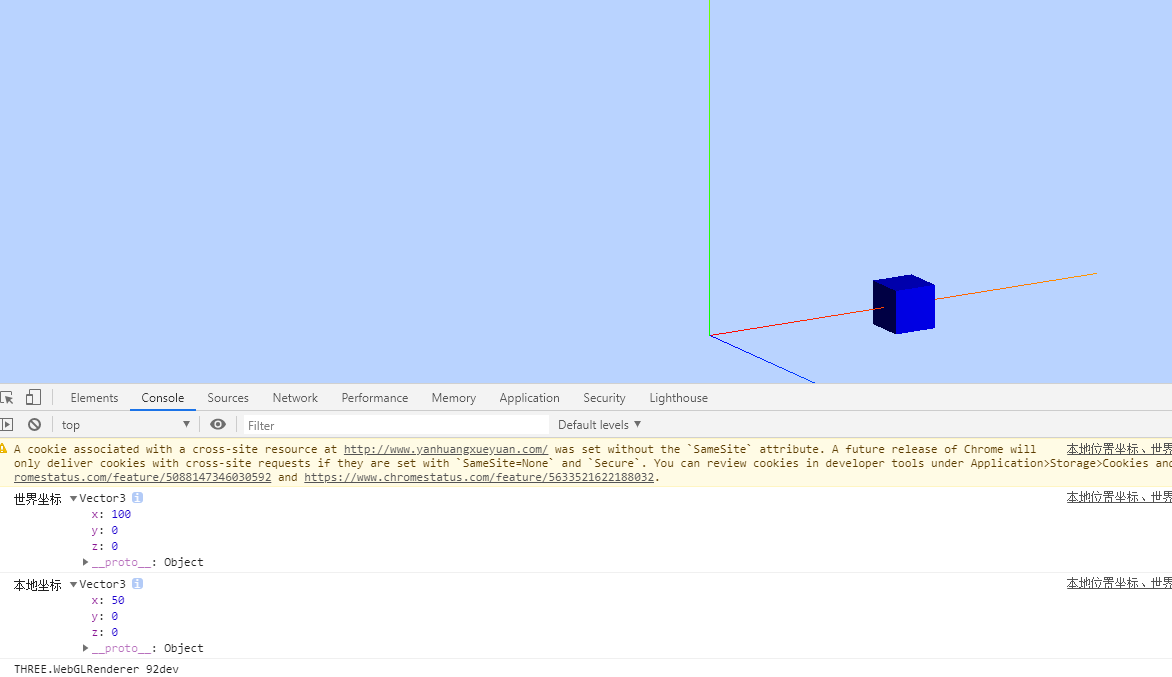 Elements Console Sources Network Performance Memory Application Security Lighthouse
top Filter Default levels
A cookie associated with a cross-site resource at http://www.yanhuangxueyuan.com/ was set without the `SameSite` attribute. A future release of Chrome will 本地位置坐标、世界
only deliver cookies with cross-site requests if they are set with `SameSite=None` and `Secure`. You can review cookies in developer tools under Application>Storage>Cookies and
romestatus.com/feature/5088147346030592 and https://www.chromestatus.com/feature/5633521622188032.
世界坐标 Vector3 i 本地位置坐标、世界
x: 100
y: 0
z: 0
__proto__: Object
本地坐标 Vector3 i 本地位置坐标、世界
x: 50
y: 0
z: 0
__proto__: Object
THREE.WebGLRenderer 92dev